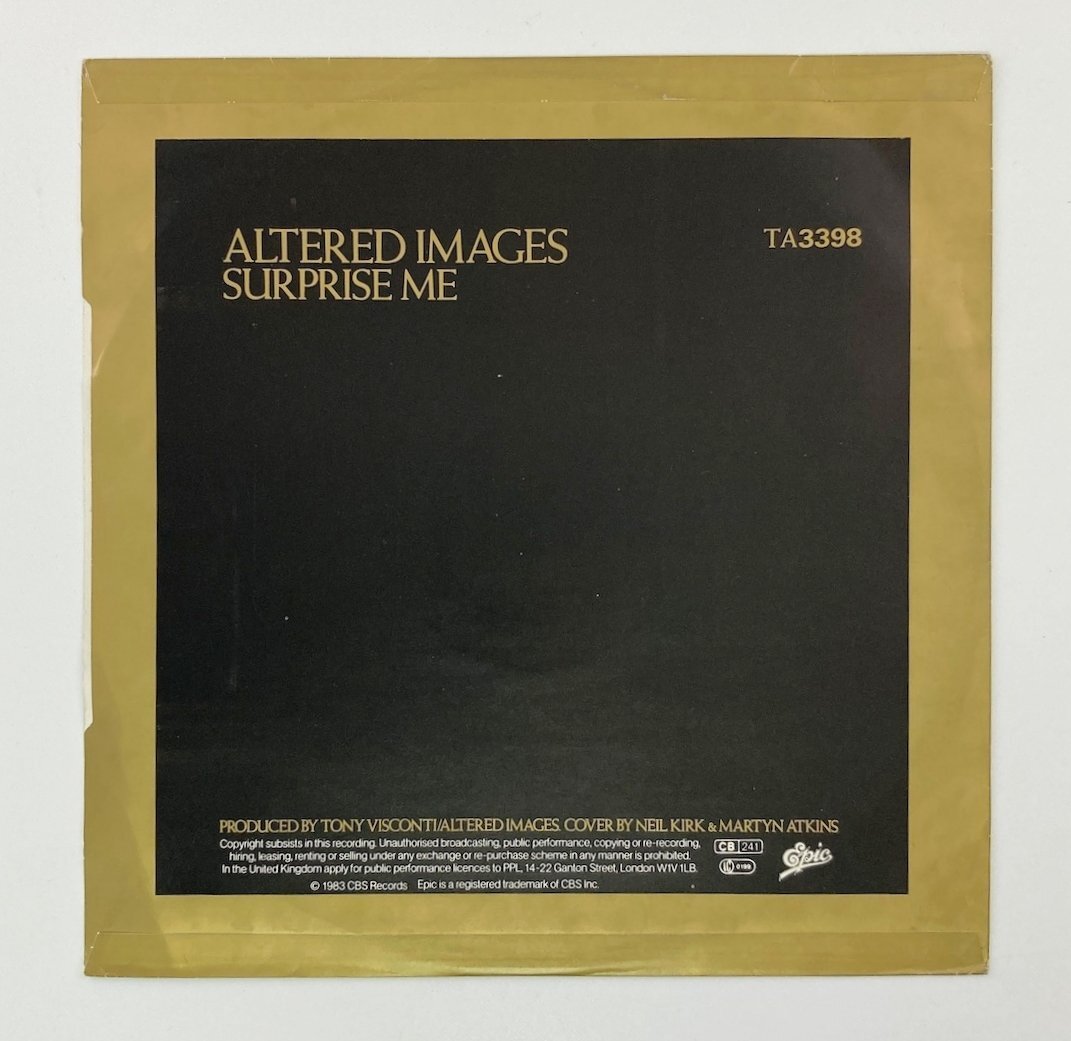 ALTERED IMAGES
TA3398
SURPRISE ME
PRODUCED BY TONY VISCONTI/ALTERED IMAGES. COVER BY NEIL KIRK & MARTYN ATKINS
Copyright subsists in this recording. Unauthorised broadcasting, public performance, copying or re-recording,
hiring, leasing, renting or selling under any exchange or re-purchase scheme in any manner is prohibited.
In the United Kingdom apply for public performance licences to PPL, 14-22 Ganton Street, London W1V 1LB.
© 1983 CBS Records Epic is a registered trademark of CBS Inc.
CB 241
LC 0199
Epic